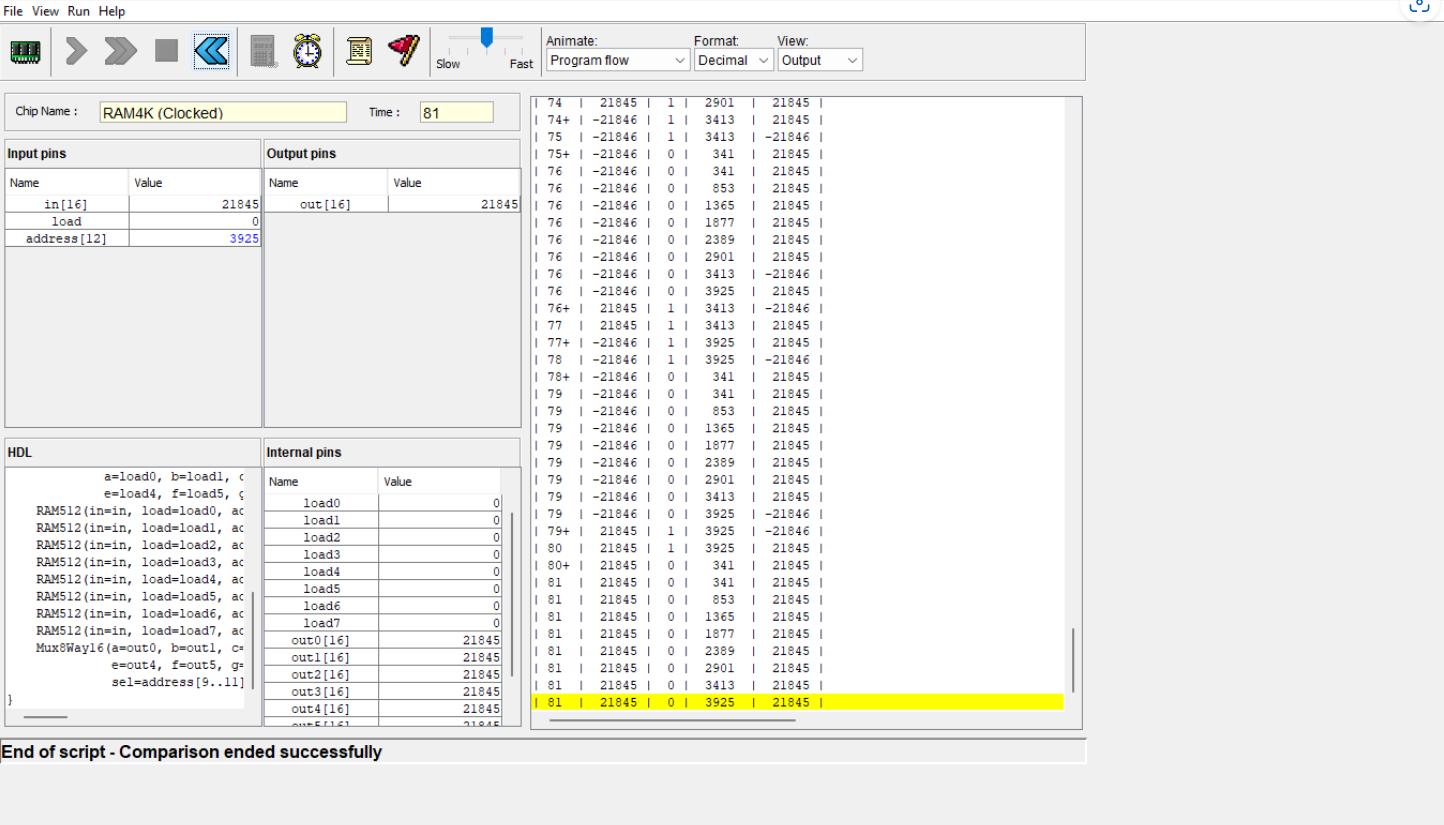 File View Run Help
Slow Fast
Animate: Format: View:
Program flow Decimal Output
Chip Name : RAM4K (Clocked) Time : 81
Input pins
Name Value
in[16] 21845
load 0
address[12] 3925
Output pins
Name Value
out[16] 21845
HDL
a=load0, b=load1, c
e=load4, f=load5, g
RAM512(in=in, load=load0, ad
RAM512(in=in, load=load1, ad
RAM512(in=in, load=load2, ad
RAM512(in=in, load=load3, ad
RAM512(in=in, load=load4, ad
RAM512(in=in, load=load5, ad
RAM512(in=in, load=load6, ad
RAM512(in=in, load=load7, ad
Mux8Way16(a=out0, b=out1, c=
e=out4, f=out5, g=
sel=address[9..11]
}
Internal pins
Name Value
load0 0
load1 0
load2 0
load3 0
load4 0
load5 0
load6 0
load7 0
out0[16] 21845
out1[16] 21845
out2[16] 21845
out3[16] 21845
out4[16] 21845
out5[16] 21845
| 74 | 21845 | 1 | 2901 | 21845 |
| 74+ | -21846 | 1 | 3413 | 21845 |
| 75 | -21846 | 1 | 3413 | -21846 |
| 75+ | -21846 | 0 | 341 | 21845 |
| 76 | -21846 | 0 | 341 | 21845 |
| 76 | -21846 | 0 | 853 | 21845 |
| 76 | -21846 | 0 | 1365 | 21845 |
| 76 | -21846 | 0 | 1877 | 21845 |
| 76 | -21846 | 0 | 2389 | 21845 |
| 76 | -21846 | 0 | 2901 | 21845 |
| 76 | -21846 | 0 | 3413 | -21846 |
| 76 | -21846 | 0 | 3925 | 21845 |
| 76+ | 21845 | 1 | 3413 | -21846 |
| 77 | 21845 | 1 | 3413 | 21845 |
| 77+ | -21846 | 1 | 3925 | 21845 |
| 78 | -21846 | 1 | 3925 | -21846 |
| 78+ | -21846 | 0 | 341 | 21845 |
| 79 | -21846 | 0 | 341 | 21845 |
| 79 | -21846 | 0 | 853 | 21845 |
| 79 | -21846 | 0 | 1365 | 21845 |
| 79 | -21846 | 0 | 1877 | 21845 |
| 79 | -21846 | 0 | 2389 | 21845 |
| 79 | -21846 | 0 | 2901 | 21845 |
| 79 | -21846 | 0 | 3413 | 21845 |
| 79 | -21846 | 0 | 3925 | -21846 |
| 79+ | 21845 | 1 | 3925 | -21846 |
| 80 | 21845 | 1 | 3925 | 21845 |
| 80+ | 21845 | 0 | 341 | 21845 |
| 81 | 21845 | 0 | 341 | 21845 |
| 81 | 21845 | 0 | 853 | 21845 |
| 81 | 21845 | 0 | 1365 | 21845 |
| 81 | 21845 | 0 | 1877 | 21845 |
| 81 | 21845 | 0 | 2389 | 21845 |
| 81 | 21845 | 0 | 2901 | 21845 |
| 81 | 21845 | 0 | 3413 | 21845 |
| 81 | 21845 | 0 | 3925 | 21845 |
End of script - Comparison ended successfully